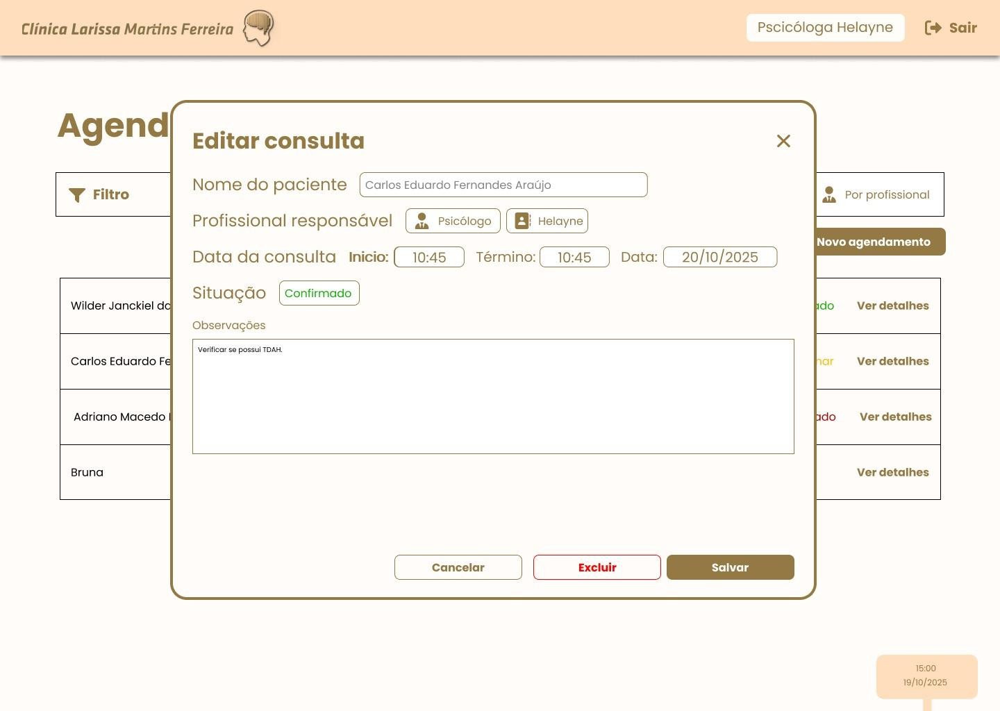 Clínica Larissa Martins Ferreira
Pscicóloga Helayne
Sair
Agend
Editar consulta
Nome do paciente Carlos Eduardo Fernandes Araújo
Filtro
Por profissional
Profissional responsável Psicólogo Helayne
Novo agendamento
Data da consulta Inicio: 10:45 Término: 10:45 Data: 20/10/2025
Situação Confirmado
Wilder Janckiel da
ado Ver detalhes
Observações
Verificar se possui TDAH.
Carlos Eduardo Fe
mar Ver detalhes
Adriano Macedo
ado Ver detalhes
Bruna
Ver detalhes
Cancelar Excluir Salvar
15:00
19/10/2025